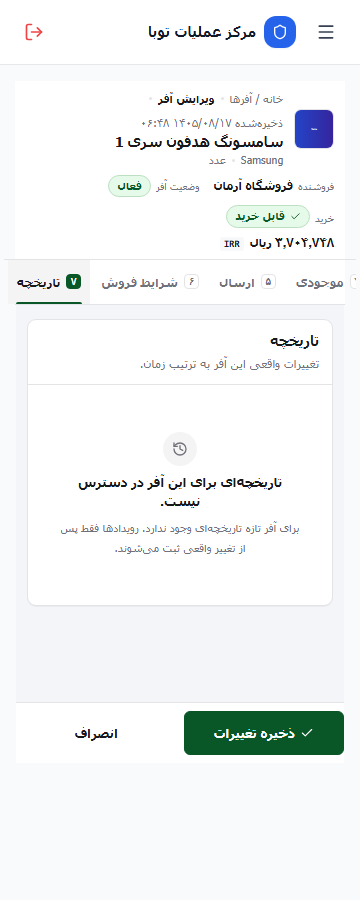 مرکز عملیات توبا
خانه / آفرها • ویرایش آفر •
ذخیره‌شده ۱۴۰۵/۰۸/۱۷ ۰۶:۴۸
سامسونگ هدفون سری 1
Samsung • عدد
فروشنده فروشگاه آرمان وضعیت آفر فعال
خرید قابل خرید
۴,۷۰۴,۷۴۸ ریال IRR
موجودی ۵ ارسال ۶ شرایط فروش ۷ تاریخچه
تاریخچه
تغییرات واقعی این آفر به ترتیب زمان.
تاریخچه‌ای برای این آفر در دسترس
نیست.
برای آفر تازه تاریخچه‌ای وجود ندارد. رویدادها فقط پس
از تغییر واقعی ثبت می‌شوند.
ذخیره تغییرات انصراف